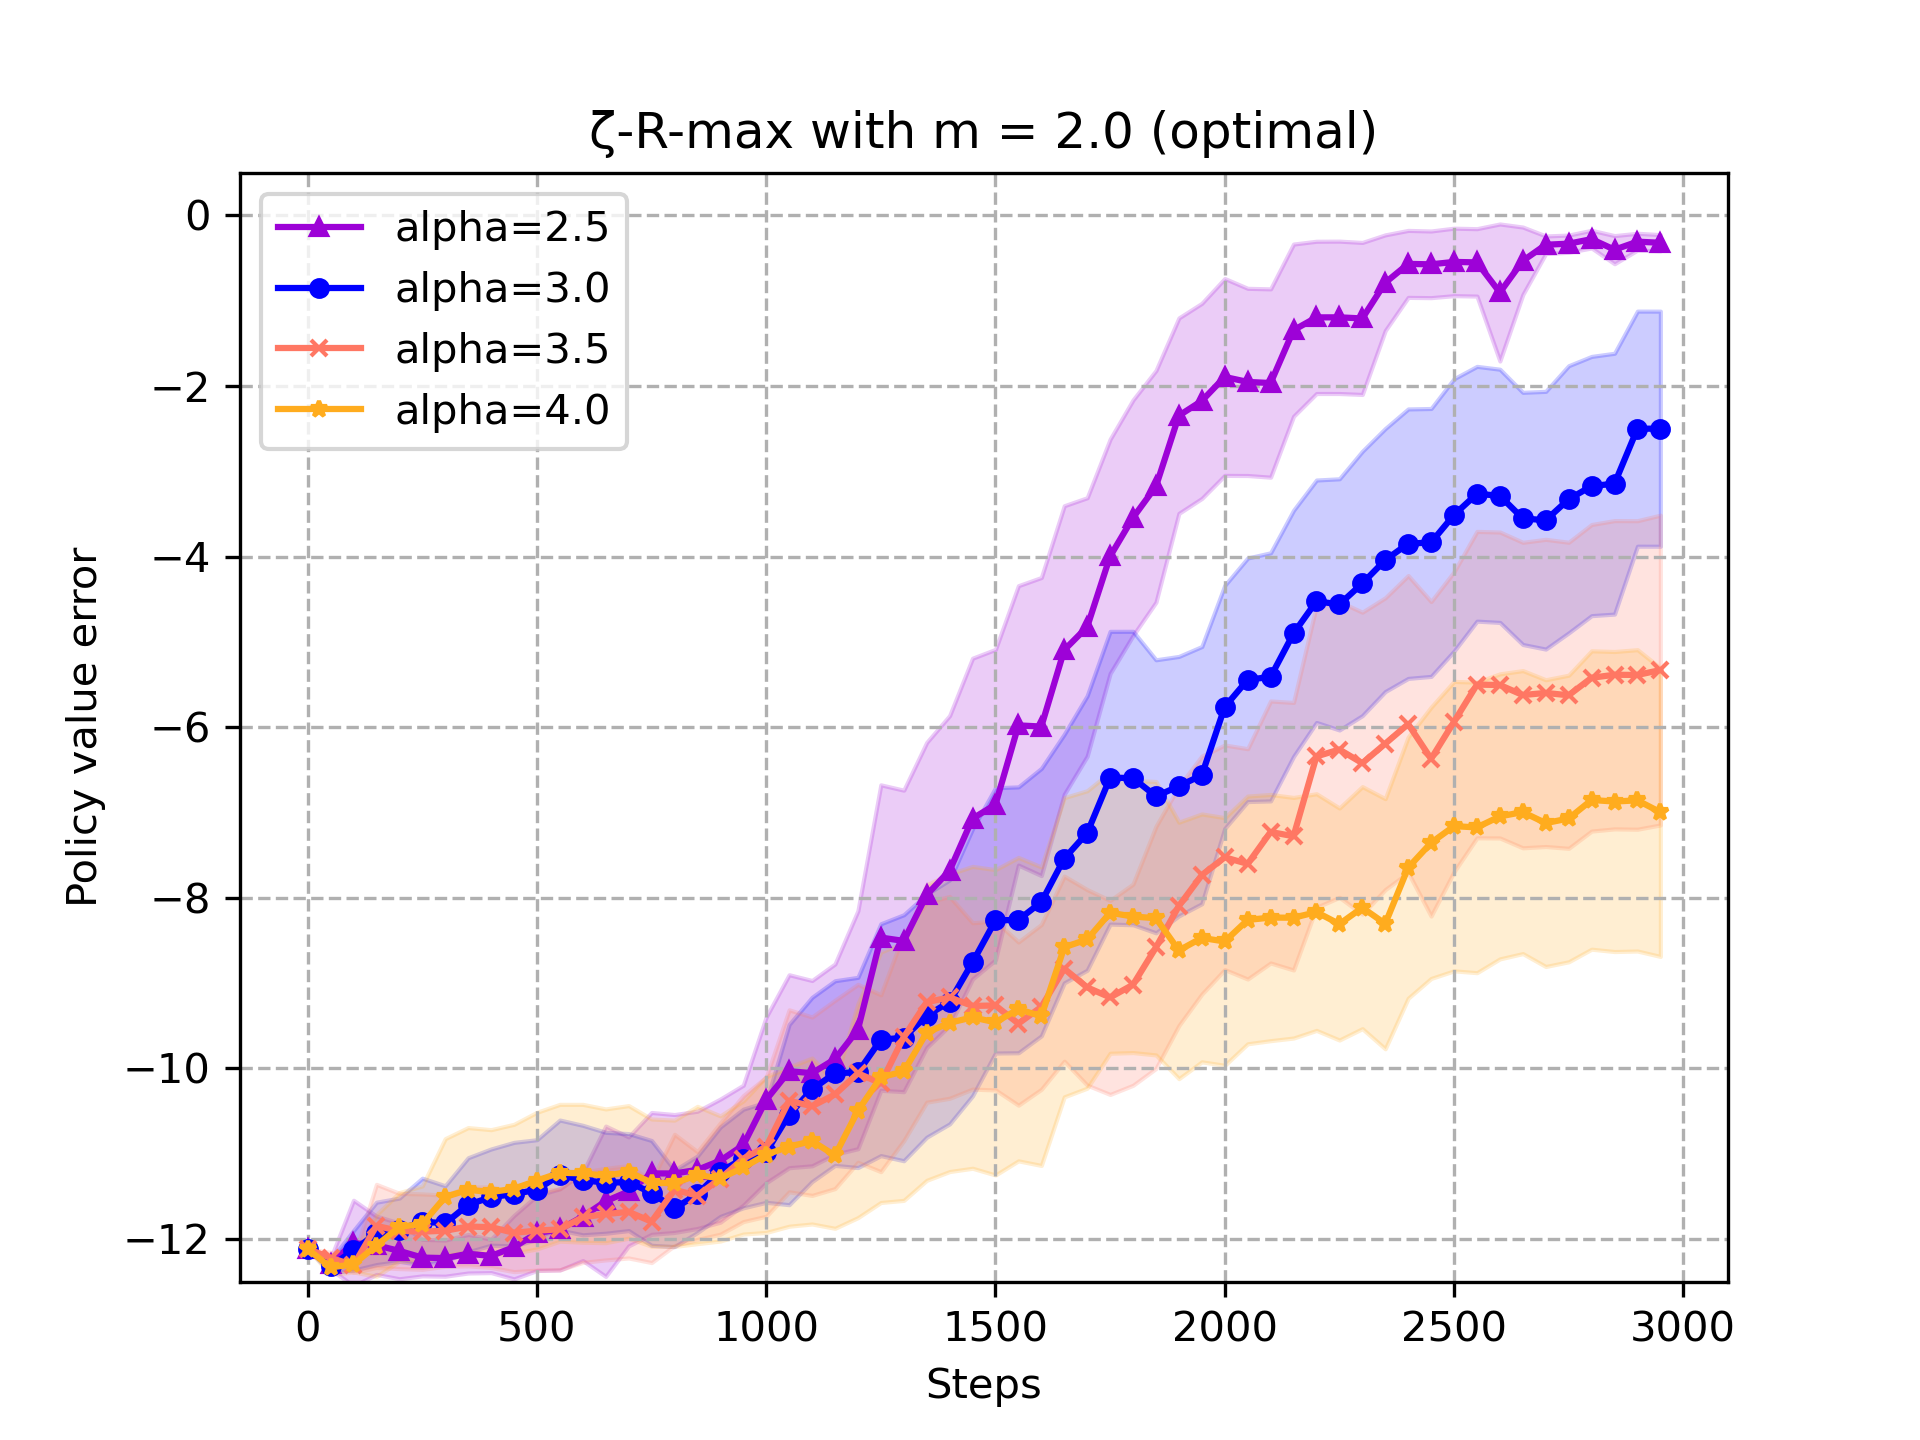 ζ-R-max with m = 2.0 (optimal)
alpha=2.5
alpha=3.0
alpha=3.5
alpha=4.0
Policy value error
0
−2
−4
−6
−8
−10
−12
0 500 1000 1500 2000 2500 3000
Steps